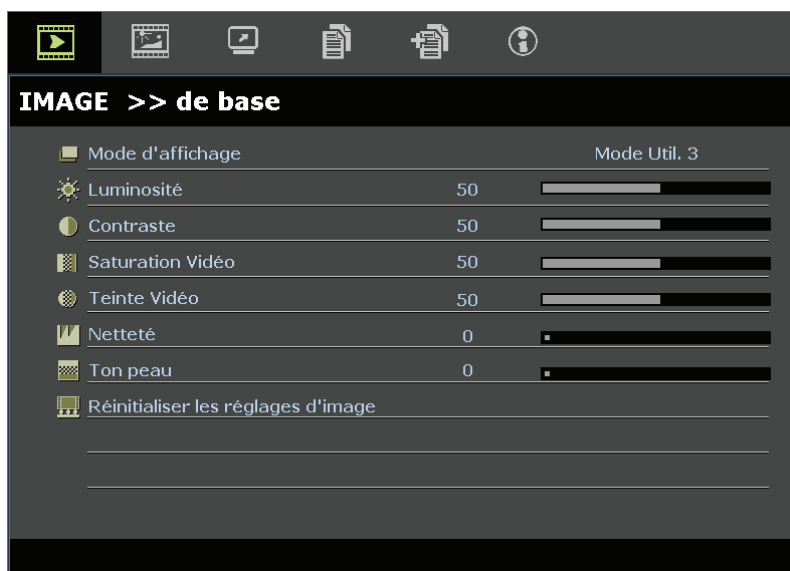 IMAGE >> de base
Mode d'affichage Mode Util. 3
Luminosité 50
Contraste 50
Saturation Vidéo 50
Teinte Vidéo 50
Netteté 0
Ton peau 0
Réinitialiser les réglages d'image